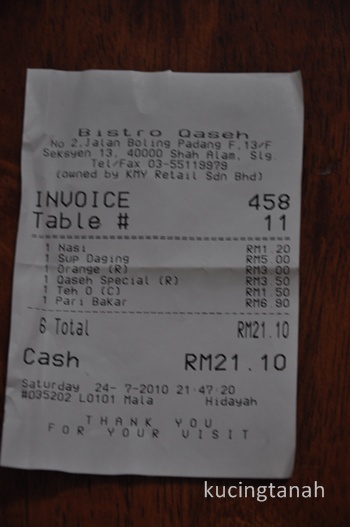 Bistro Qaseh
No 2,Jalan Boling Padang F,13/F
Seksyen 13, 40000 Shah Alam, Slg
Tel/Fax 03-55119979
(owned by KMY Retail Sdn Bhd)
INVOICE 458
Table # 11
1 Nasi RM1.20
1 Sup Daging RM5.00
1 Orange (R) RM3.00
1 Qaseh Special (R) RM3.50
1 Teh O (C) RM1.50
1 Pari Bakar RM6.90
6 Total RM21.10
Cash RM21.10
Saturday 24- 7-2010 21:47:20
#035202 L0101 Mala Hidayah
THANK YOU
FOR YOUR VISIT
kucingtanah